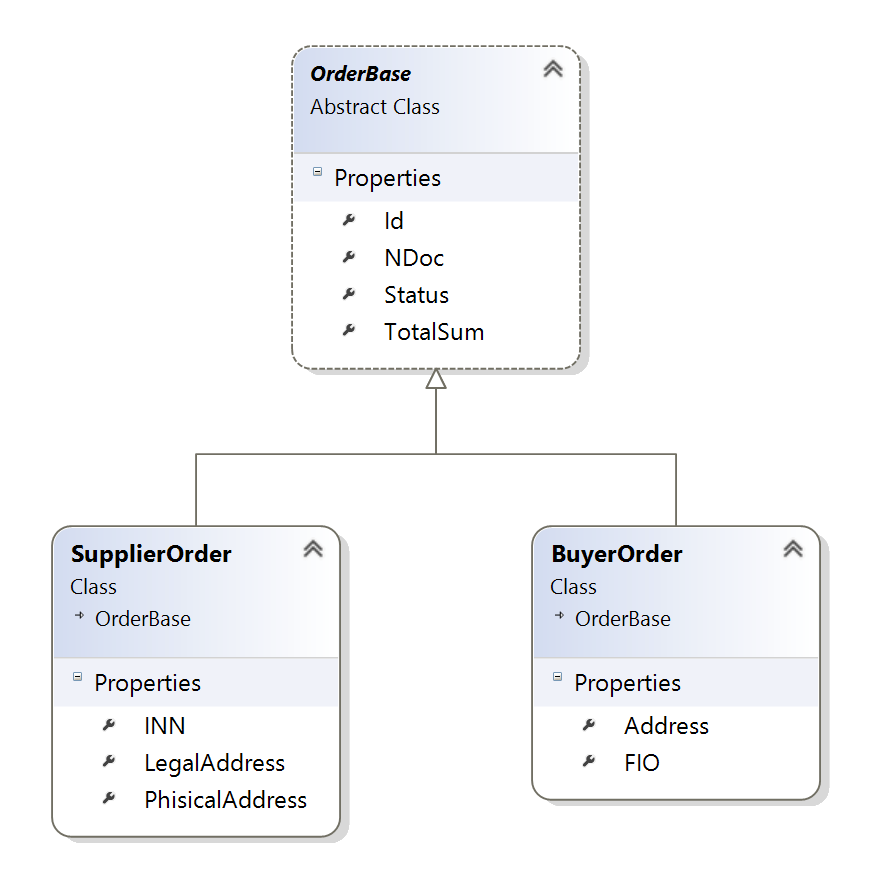 OrderBase
Abstract Class
Properties
Id
NDoc
Status
TotalSum
SupplierOrder
Class
OrderBase
Properties
INN
LegalAddress
PhisicalAddress
BuyerOrder
Class
OrderBase
Properties
Address
FIO